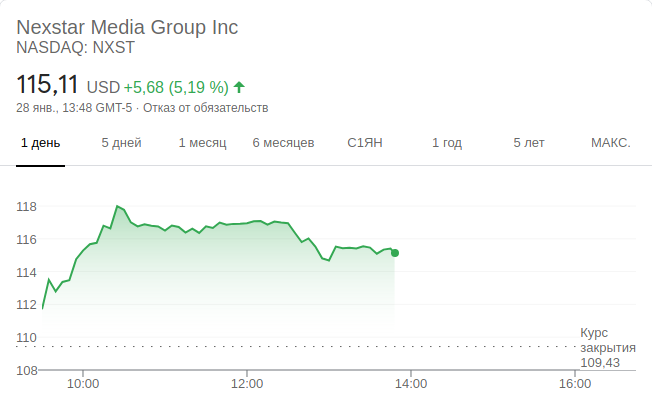 Nexstar Media Group Inc
NASDAQ: NXST
115,11 USD +5,68 (5,19 %)
28 янв., 13:48 GMT-5 · Отказ от обязательств
1 день 5 дней 1 месяц 6 месяцев С1ЯН 1 год 5 лет МАКС.
118
116
114
112
110
Курс
закрытия
109,43
108
10:00 12:00 14:00 16:00